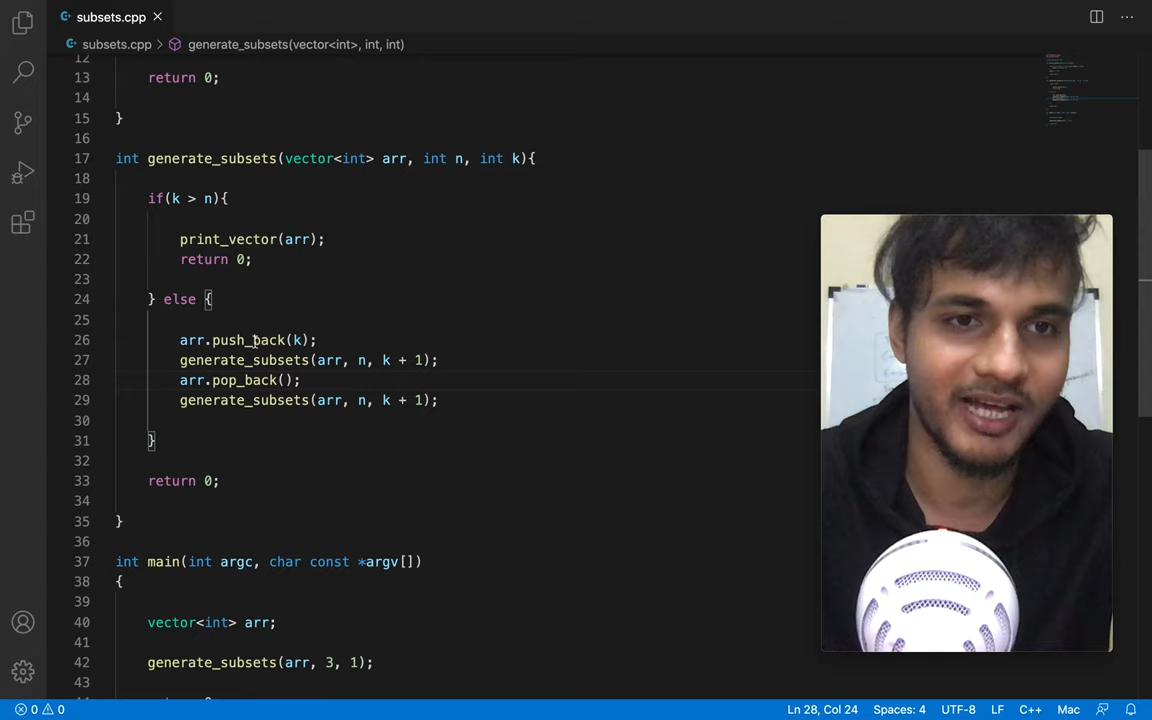 subsets.cpp
subsets.cpp > generate_subsets(vector<int>, int, int)
12
13 return 0;
14
15 }
16
17 int generate_subsets(vector<int> arr, int n, int k){
18
19 if(k > n){
20
21 print_vector(arr);
22 return 0;
23
24 } else {
25
26 arr.push_back(k);
27 generate_subsets(arr, n, k + 1);
28 arr.pop_back();
29 generate_subsets(arr, n, k + 1);
30
31 }
32
33 return 0;
34
35 }
36
37 int main(int argc, char const *argv[])
38 {
39
40 vector<int> arr;
41
42 generate_subsets(arr, 3, 1);
43
0 0 Ln 28, Col 24 Spaces: 4 UTF-8 LF C++ Mac